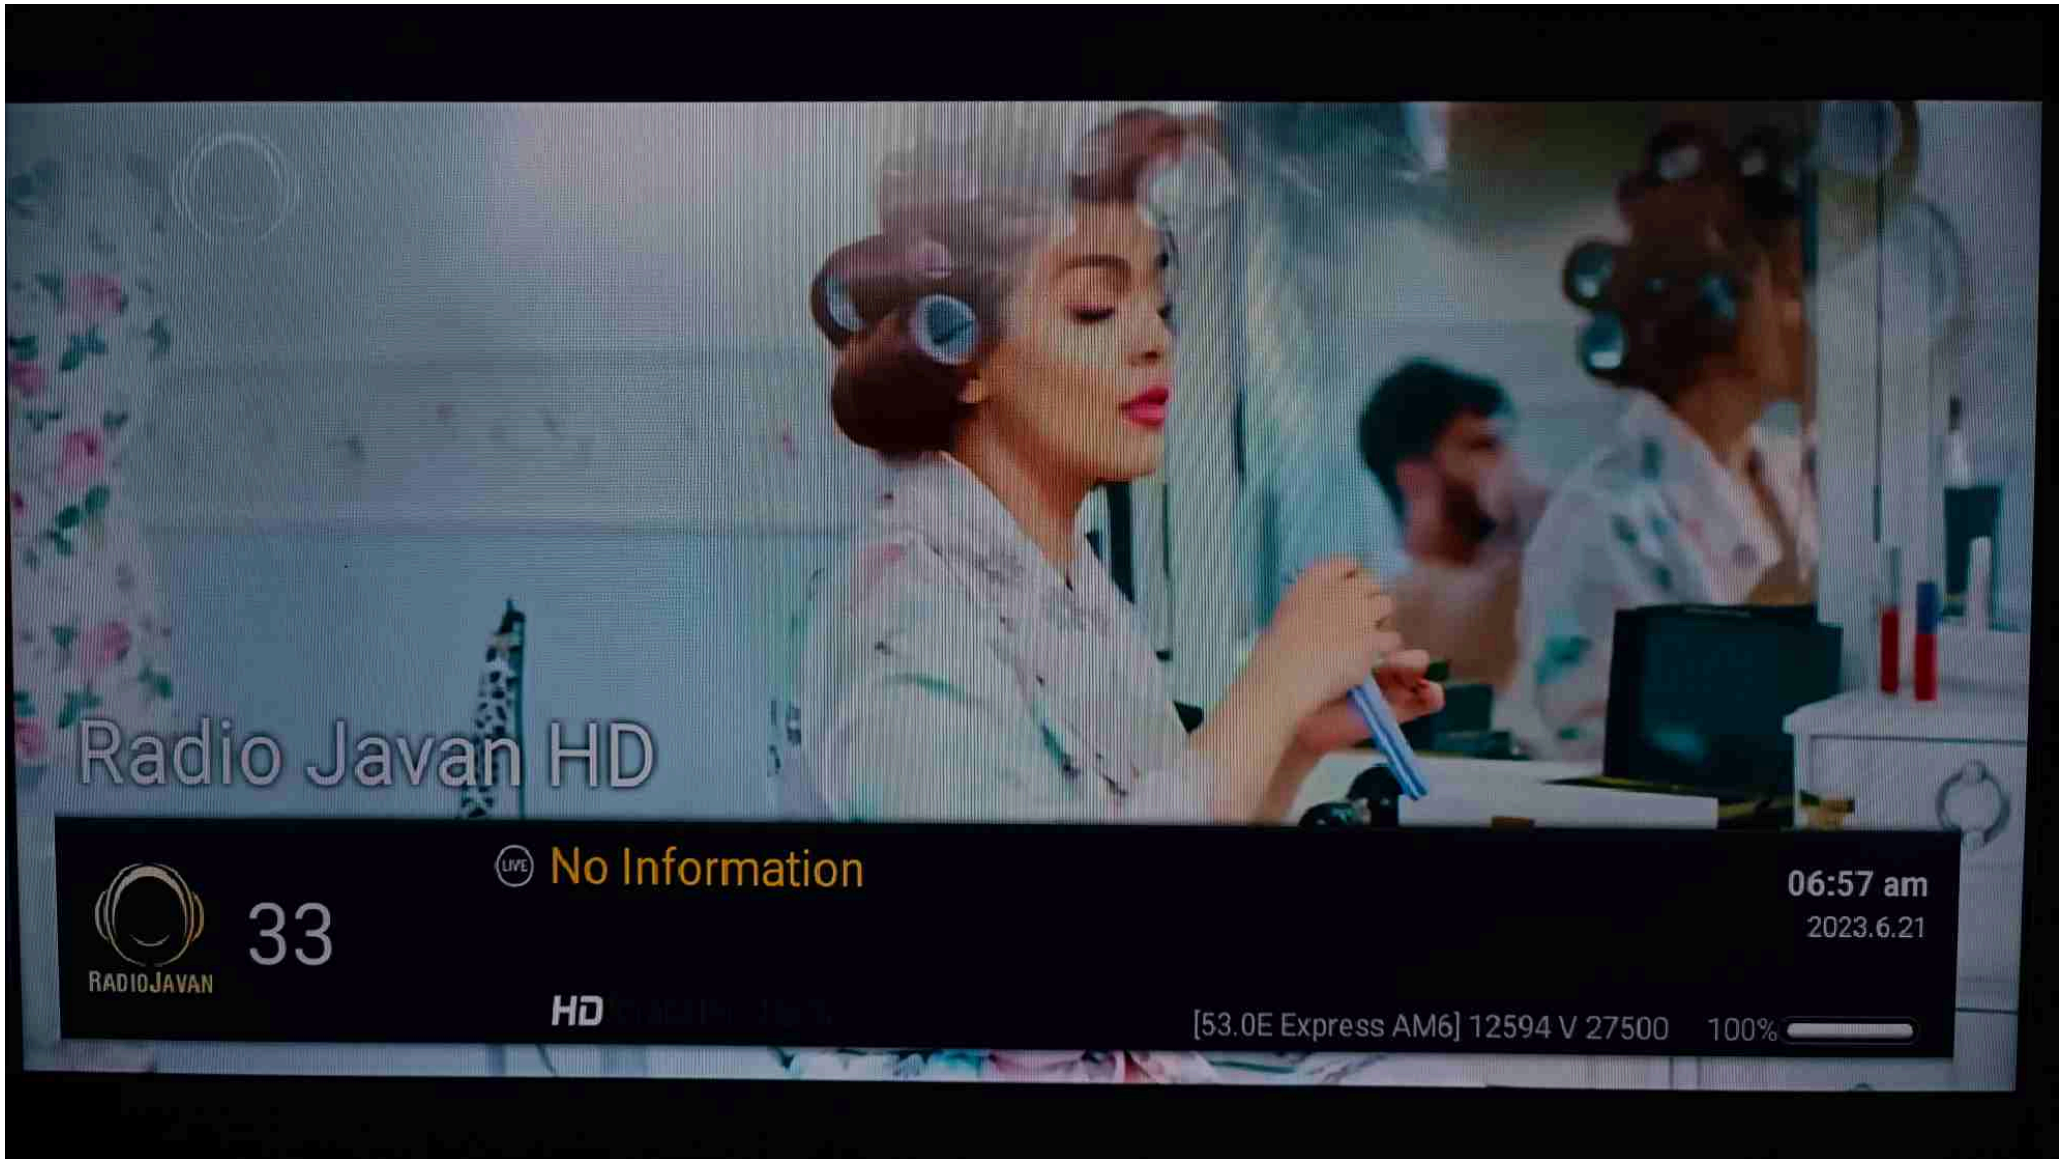 Radio Javan HD
LIVE No Information
06:57 am
33
2023.6.21
RADIOJAVAN
HD
[53.0E Express AM6] 12594 V 27500 100%